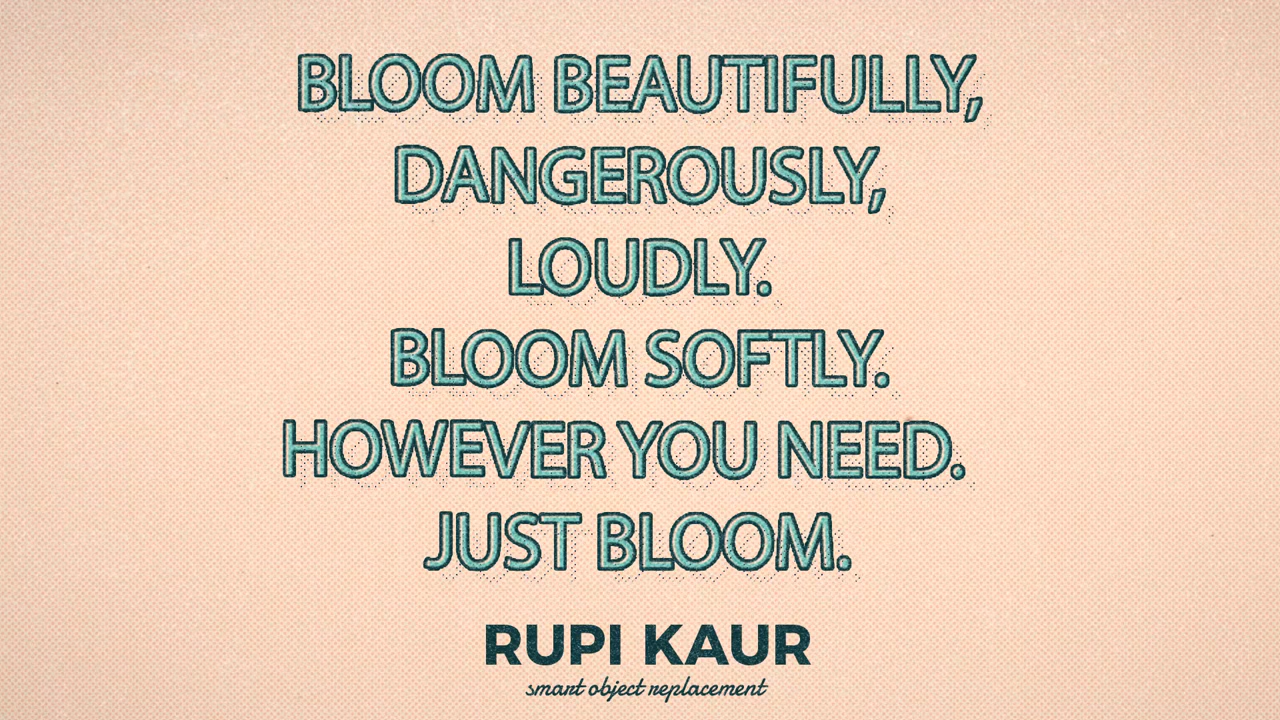 BLOOM BEAUTIFULLY,
DANGEROUSLY,
LOUDLY.
BLOOM SOFTLY.
HOWEVER YOU NEED.
JUST BLOOM.
RUPI KAUR
smart object replacement